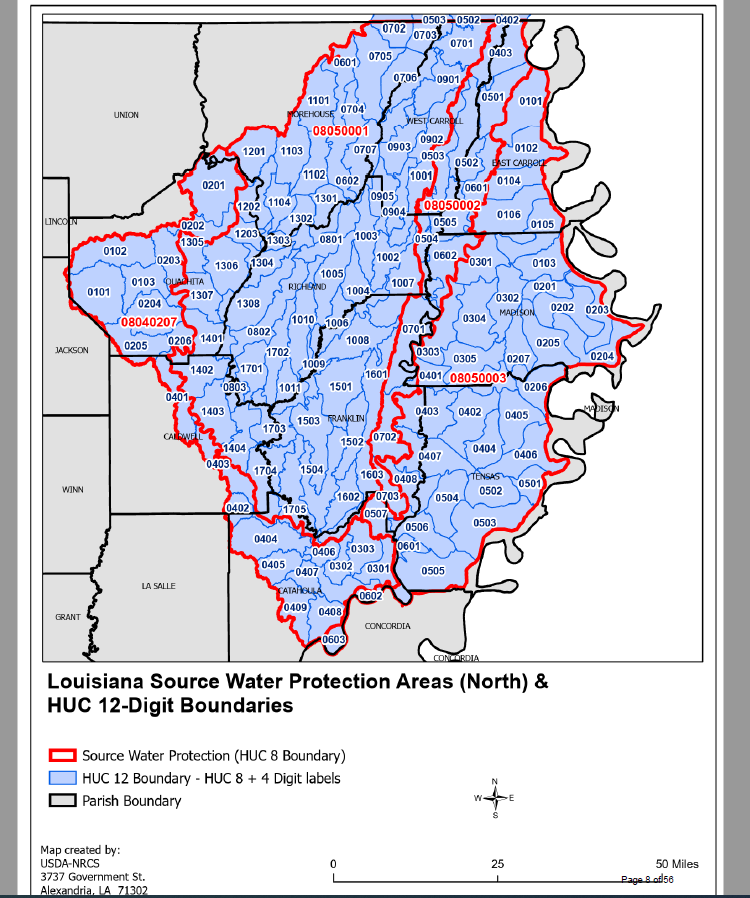 0503 0502 0402
0702 0703
0701
0705 0403
0601
0706 0901
1101 0501 0101
0704
UNION MOREHOUSE WEST CARROLL
08050001
0902
1201 1103 0707 0903 0503 0102
0502 EAST CARROLL
1102 0602 1001 0104
0201 0601
1104 1301 0905
1202 08050002
0904 0106
LINCOLN 0202 1302 0505 0105
1203 1303 0801 1003 0504
1305
0102 1002 0602
0203 1306 1304 0301 0103
1005
0103 OUACHITA RICHLAND 1007 0201
0101 1307 1004 0302
0204 1308 0202 0203
MADISON
08040207 1010 1006 0304
0802 0701
0206 1401 1008 0205
0205 0303
JACKSON 1702 0305 0207 0204
1402 1701 1009 1601 0401 08050003
0803 1011 1501 0206
0401
1403 0403 0402 0405 MADISON
1503 FRANKLIN
1703
CALDWELL 1502 0702
1404 0404 0406
0403 0407
1704 1504 1603 0408 TENSAS
WINN 0502 0501
1602 0703 0504
0402 1705 0507
0506 0503
0404
0406 0303 0601
0405 0407 0302 0301 0505
LA SALLE CATAHOULA
0602
0409 0408
GRANT
CONCORDIA
0603
CONCORDIA
Louisiana Source Water Protection Areas (North) &
HUC 12-Digit Boundaries
Source Water Protection (HUC 8 Boundary)
HUC 12 Boundary - HUC 8 + 4 Digit labels
Parish Boundary
N
W E
S
Map created by:
USDA-NRCS
3737 Government St.
Alexandria, LA 71302
0 25 50 Miles
Page 8 of 56